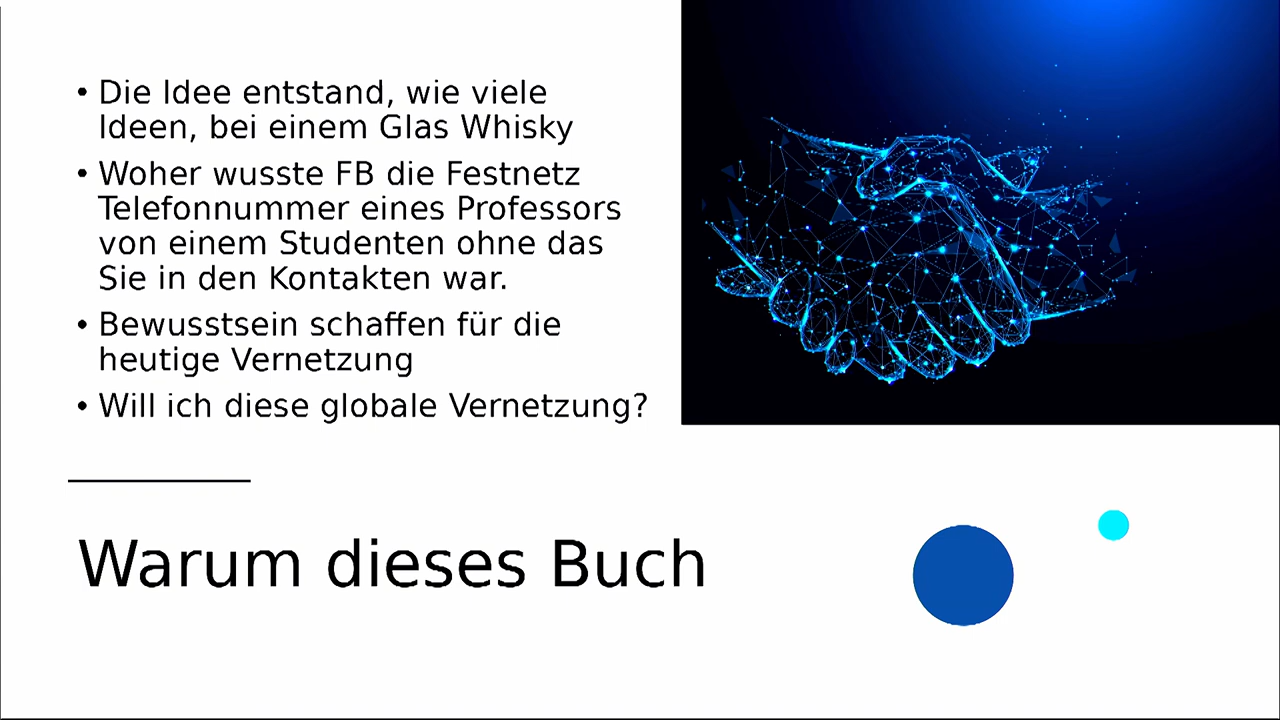 • Die Idee entstand, wie viele
Ideen, bei einem Glas Whisky
• Woher wusste FB die Festnetz
Telefonnummer eines Professors
von einem Studenten ohne das
Sie in den Kontakten war.
• Bewusstsein schaffen für die
heutige Vernetzung
• Will ich diese globale Vernetzung?
Warum dieses Buch